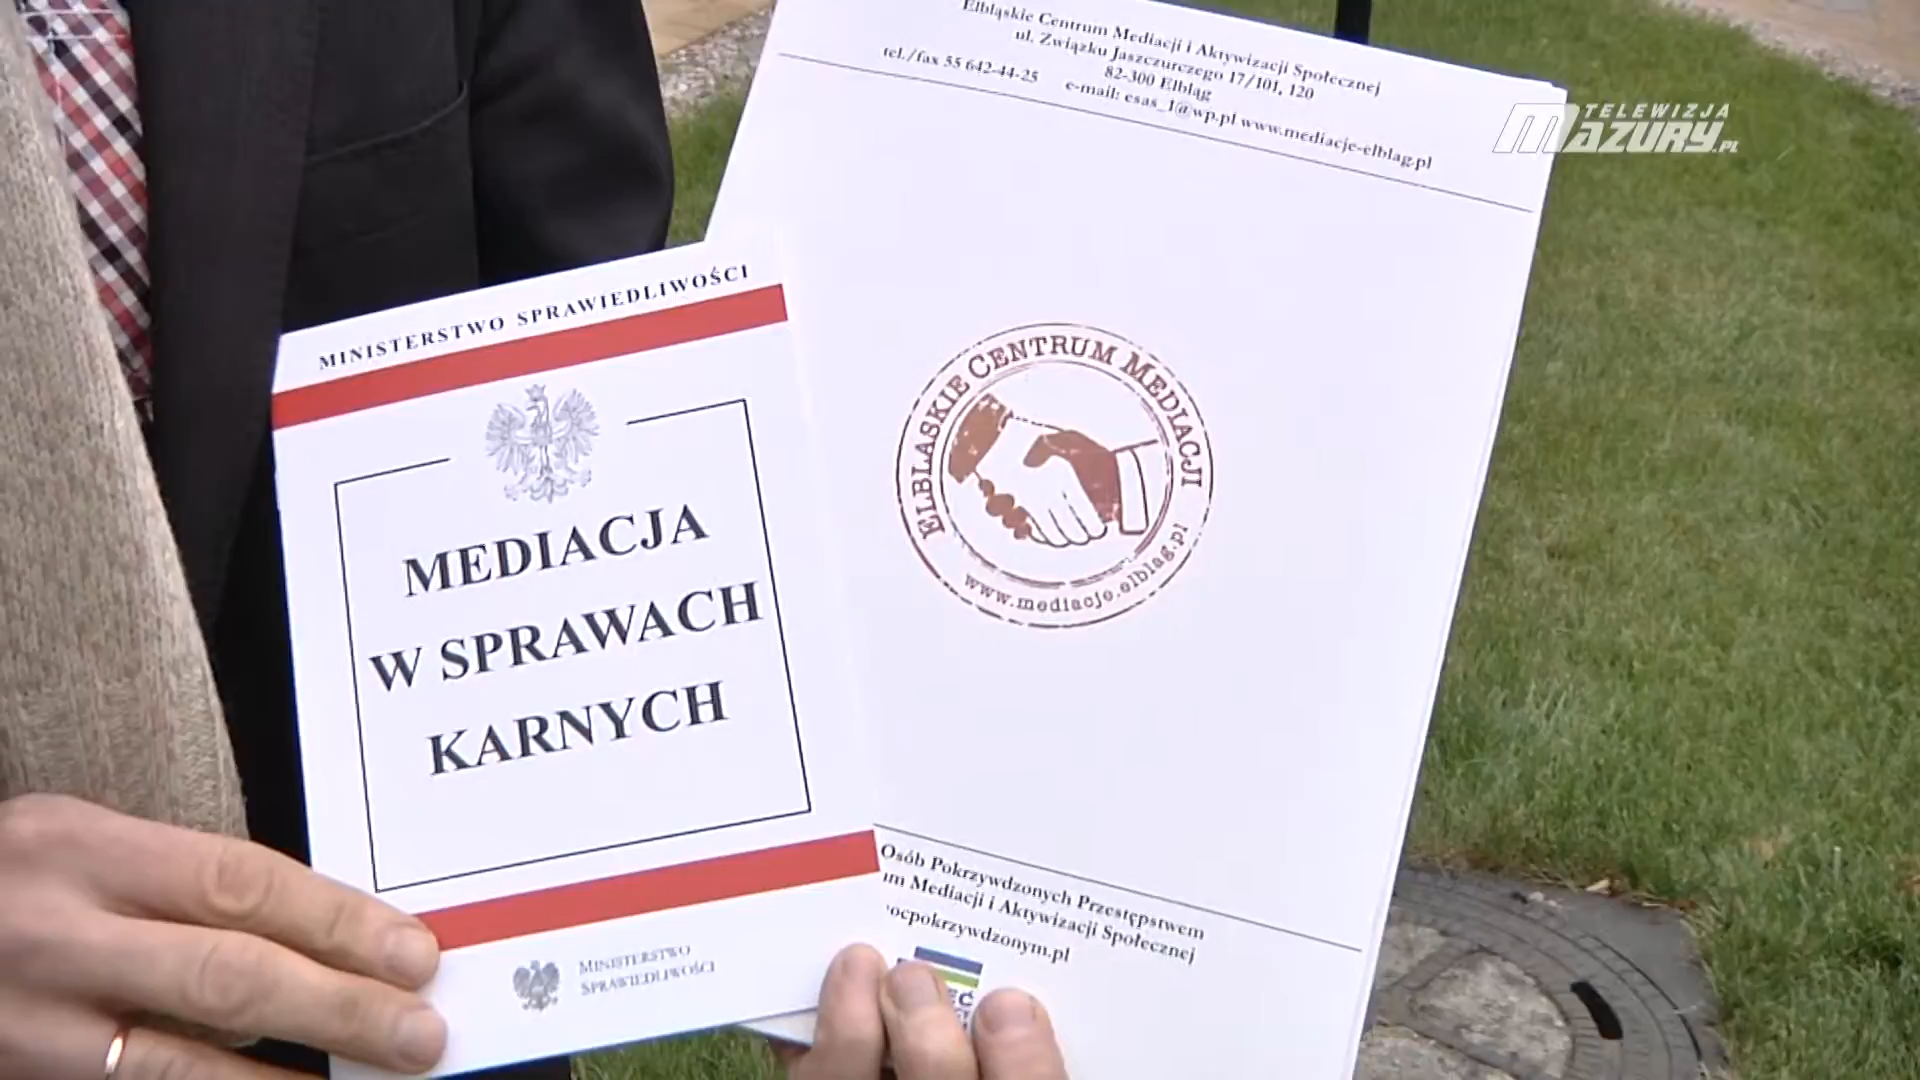 Elbląskie Centrum Mediacji i Aktywizacji Społecznej
ul. Związku Jaszczurczego 17/101, 120
82-300 Elbląg
tel./fax 55 642-44-25
e-mail: esas_1@wp.pl www.mediacje-elblag.pl
TELEWIZJA
MAZURY.PL
MINISTERSTWO SPRAWIEDLIWOŚCI
MEDIACJA
W SPRAWACH
KARNYCH
MINISTERSTWO
SPRAWIEDLIWOŚCI
ELBLĄSKIE CENTRUM MEDIACJI
www.mediacje.elblag.pl
Osób Pokrzywdzonych Przestępstwem
um Mediacji i Aktywizacji Społecznej
ocpokrzywdzonym.pl